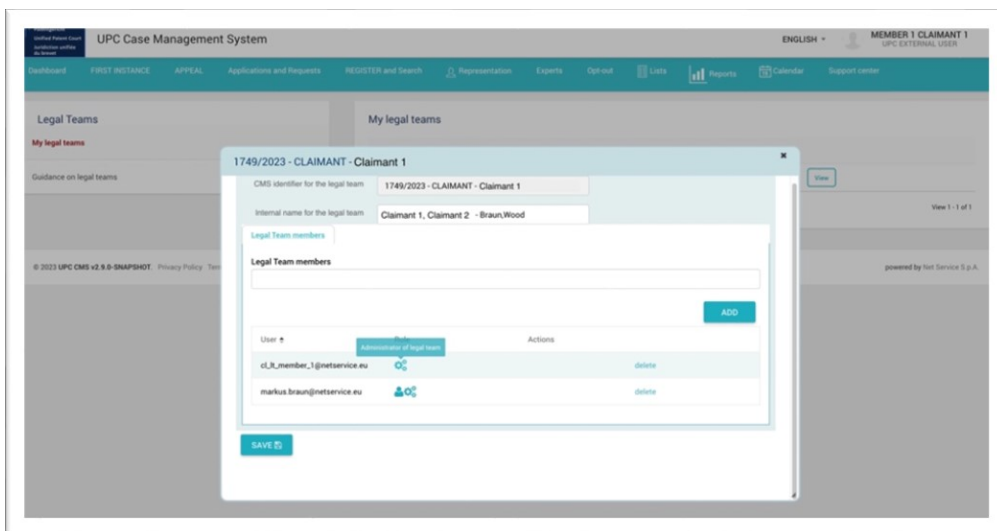 Unified Patent Court
Juridiction unifiée
du brevet
UPC Case Management System
ENGLISH
MEMBER 1 CLAIMANT 1
UPC EXTERNAL USER
Dashboard FIRST INSTANCE APPEAL Applications and Requests REGISTER and Search Representation Experts Opt-out Lists Reports Calendar Support center
Legal Teams
My legal teams
My legal teams
Guidance on legal teams
View
View 1 - 1 of 1
1749/2023 - CLAIMANT - Claimant 1
CMS identifier for the legal team 1749/2023 - CLAIMANT - Claimant 1
Internal name for the legal team Claimant 1, Claimant 2 - Braun,Wood
Legal Team members
Legal Team members
ADD
User Actions
Administrator of legal team
cl_lt_member_1@netservice.eu delete
markus.braun@netservice.eu delete
SAVE
© 2023 UPC CMS v2.9.0-SNAPSHOT. Privacy Policy
powered by Net Service S.p.A.